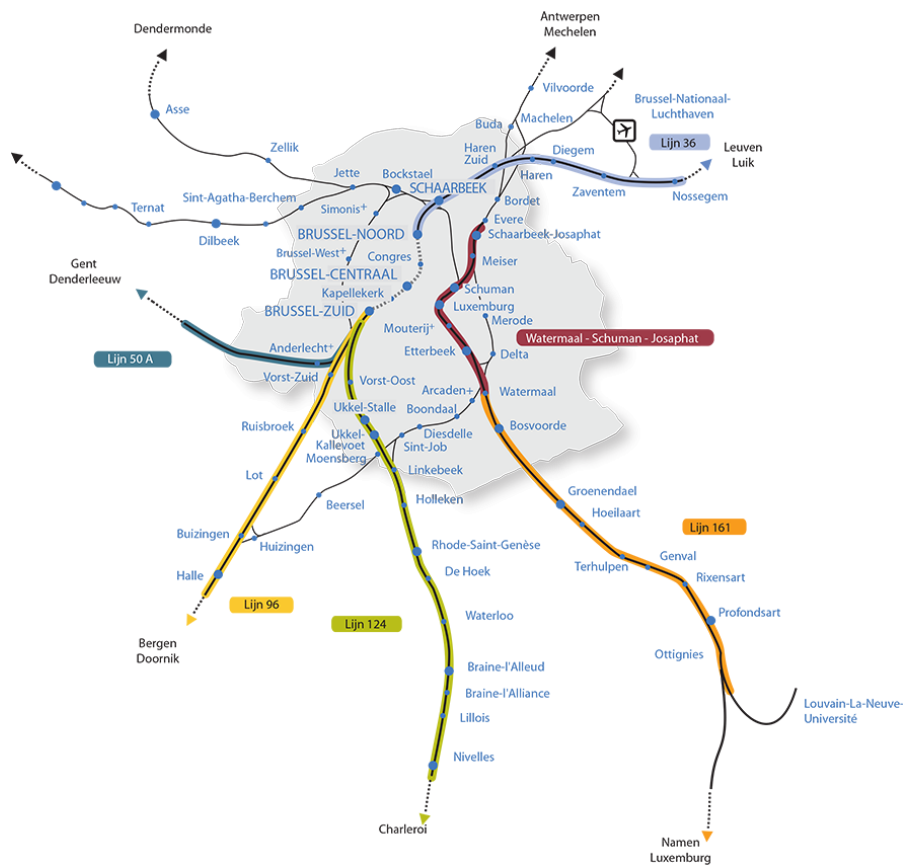 Antwerpen
Mechelen
Dendermonde
Vilvoorde
Asse
Brussel-Nationaal-
Luchthaven
Machelen
Buda
Lijn 36
Leuven
Luik
Zellik
Haren
Zuid
Diegem
Haren
Jette
Bockstael
SCHAARBEEK
Zaventem
Nossegem
Sint-Agatha-Berchem
Ternat
Simonis+
Bordet
Evere
Dilbeek
BRUSSEL-NOORD
Schaarbeek-Josaphat
Brussel-West+
Congres
Meiser
Gent
Denderleeuw
BRUSSEL-CENTRAAL
Kapellekerk
Schuman
BRUSSEL-ZUID
Luxemburg
Merode
Mouterij+
Watermaal - Schuman - Josaphat
Anderlecht+
Etterbeek
Delta
Lijn 50 A
Vorst-Zuid
Vorst-Oost
Arcaden+
Watermaal
Ukkel-Stalle
Boondaal
Ruisbroek
Ukkel-
Kallevoet
Diesdelle
Bosvoorde
Sint-Job
Moensberg
Linkebeek
Lot
Holleken
Groenendael
Beersel
Hoeilaart
Lijn 161
Buizingen
Huizingen
Rhode-Saint-Genèse
Genval
Terhulpen
Halle
De Hoek
Rixensart
Lijn 96
Waterloo
Profondsart
Lijn 124
Bergen
Doornik
Ottignies
Braine-l'Alleud
Braine-l'Alliance
Louvain-La-Neuve-
Université
Lillois
Nivelles
Charleroi
Namen
Luxemburg